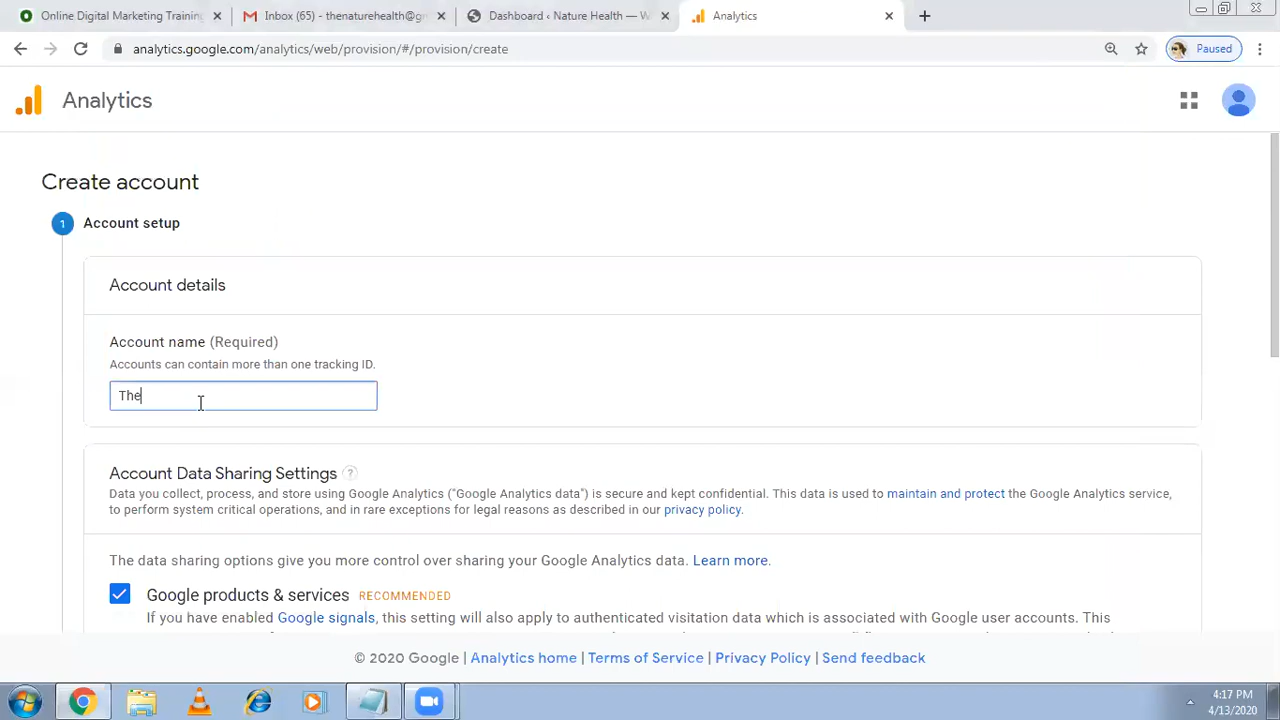 Online Digital Marketing Training
Inbox (65) - thenaturehealth@g
Dashboard ‹ Nature Health — W
Analytics
analytics.google.com/analytics/web/provision/#/provision/create
Paused
Analytics
Create account
1 Account setup
Account details
Account name (Required)
Accounts can contain more than one tracking ID.
The
Account Data Sharing Settings ?
Data you collect, process, and store using Google Analytics ("Google Analytics data") is secure and kept confidential. This data is used to maintain and protect the Google Analytics service,
to perform system critical operations, and in rare exceptions for legal reasons as described in our privacy policy.
The data sharing options give you more control over sharing your Google Analytics data. Learn more.
Google products & services RECOMMENDED
If you have enabled Google signals, this setting will also apply to authenticated visitation data which is associated with Google user accounts. This
© 2020 Google | Analytics home | Terms of Service | Privacy Policy | Send feedback
4:17 PM
4/13/2020